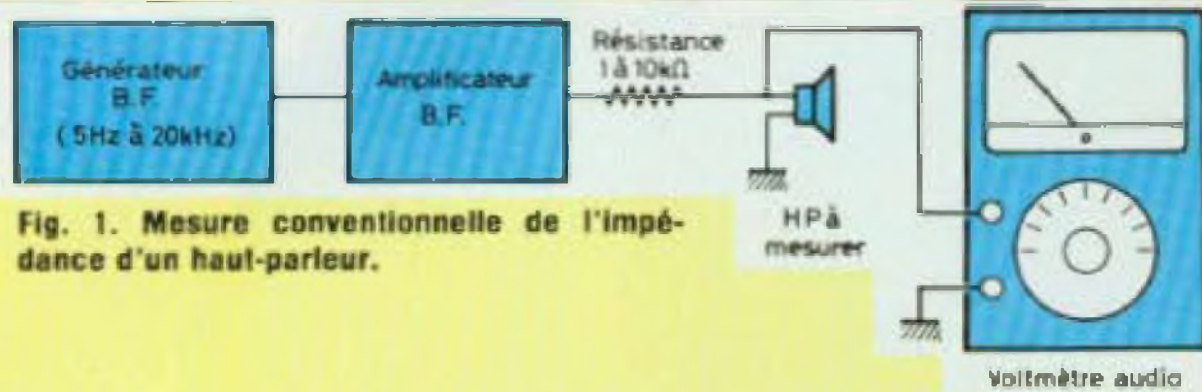 Générateur
B.F.
(5Hz à 20kHz)
Amplificateur
B.F.
Résistance
1 à 10kΩ
HP à
mesurer
Voltmètre audio
Fig. 1. Mesure conventionnelle de l'impé-
dance d'un haut-parleur.